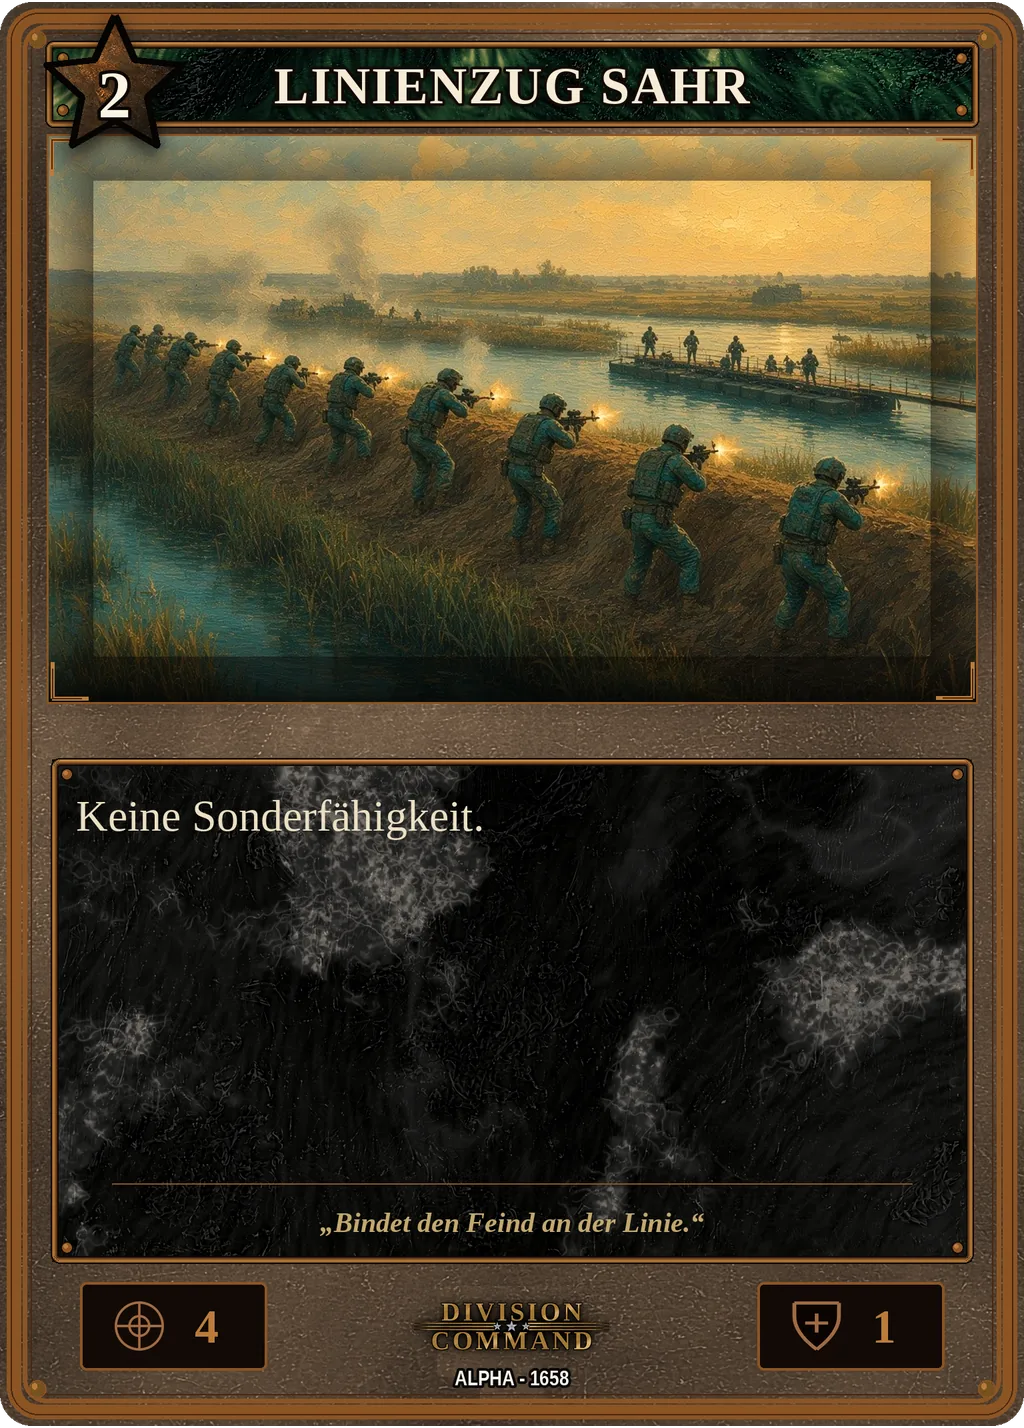 2
LINIENZUG SAHR
Keine Sonderfähigkeit.
„Bindet den Feind an der Linie.“
4
DIVISION
COMMAND
1
ALPHA - 1658